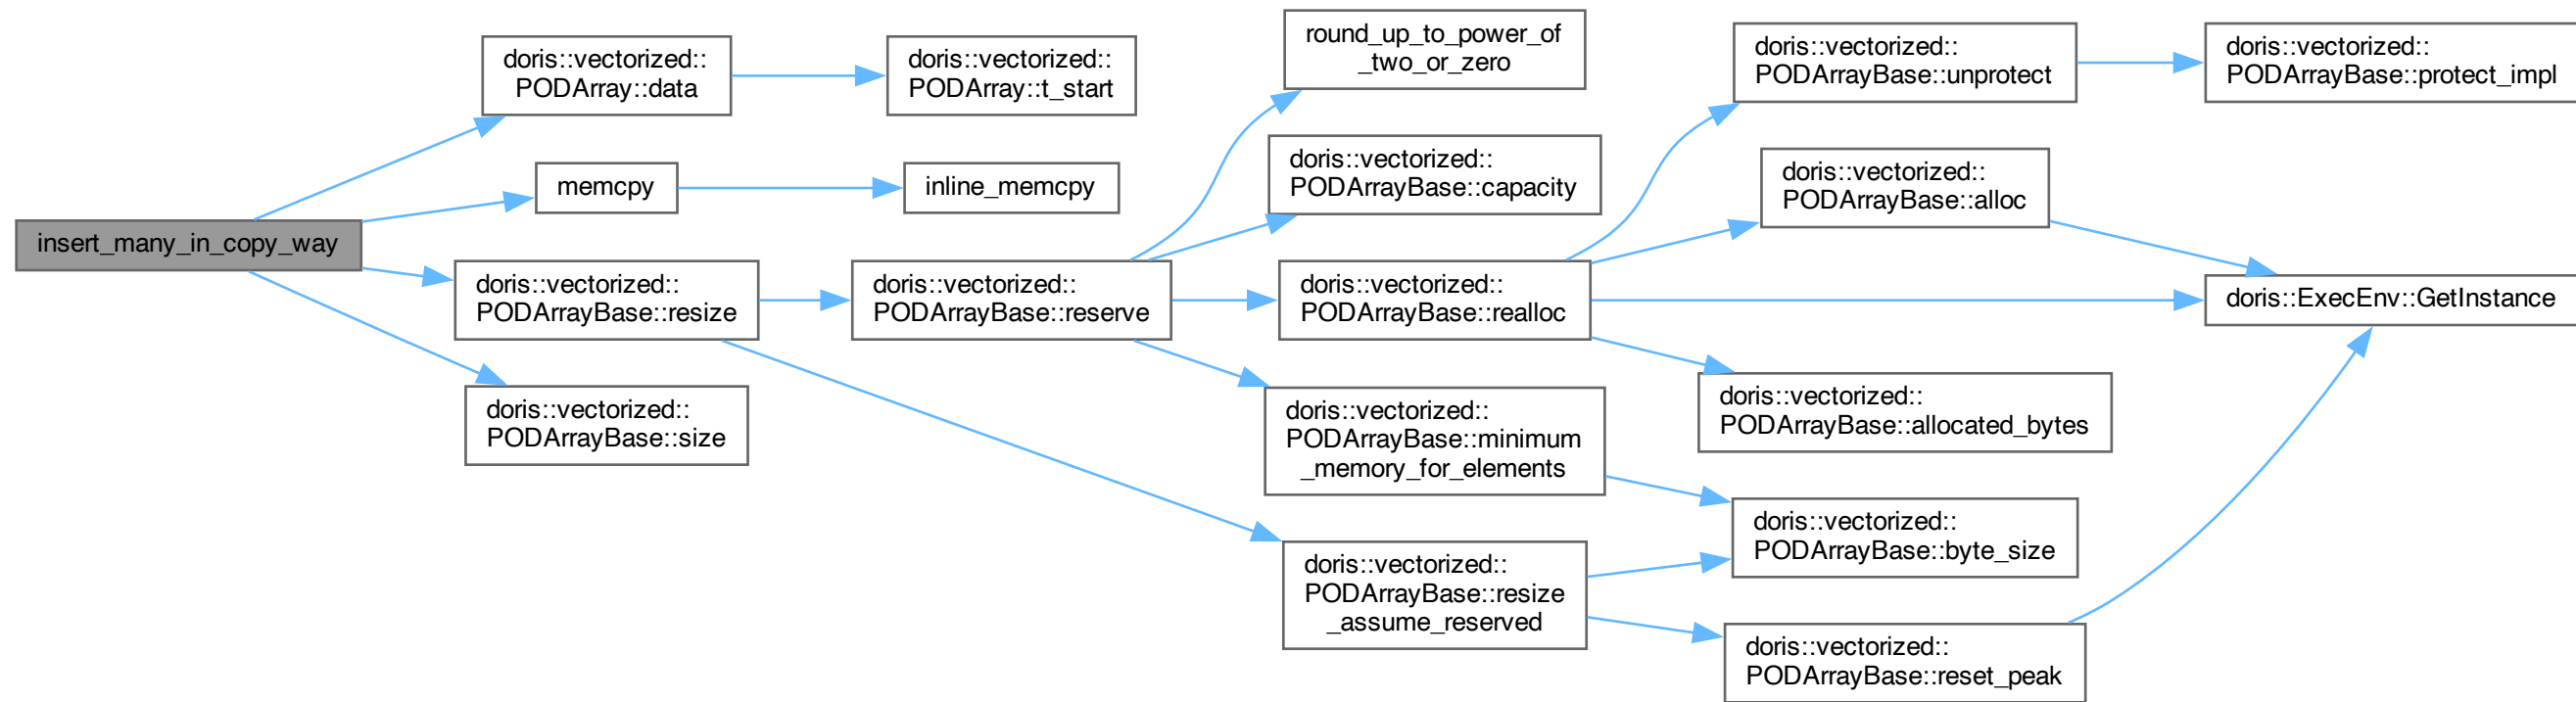 insert_many_in_copy_way
doris::vectorized::
PODArray::data
doris::vectorized::
PODArray::t_start
memcpy
inline_memcpy
doris::vectorized::
PODArrayBase::resize
doris::vectorized::
PODArrayBase::size
doris::vectorized::
PODArrayBase::reserve
round_up_to_power_of
_two_or_zero
doris::vectorized::
PODArrayBase::capacity
doris::vectorized::
PODArrayBase::realloc
doris::vectorized::
PODArrayBase::minimum
_memory_for_elements
doris::vectorized::
PODArrayBase::resize
_assume_reserved
doris::vectorized::
PODArrayBase::unprotect
doris::vectorized::
PODArrayBase::protect_impl
doris::vectorized::
PODArrayBase::alloc
doris::ExecEnv::GetInstance
doris::vectorized::
PODArrayBase::allocated_bytes
doris::vectorized::
PODArrayBase::byte_size
doris::vectorized::
PODArrayBase::reset_peak